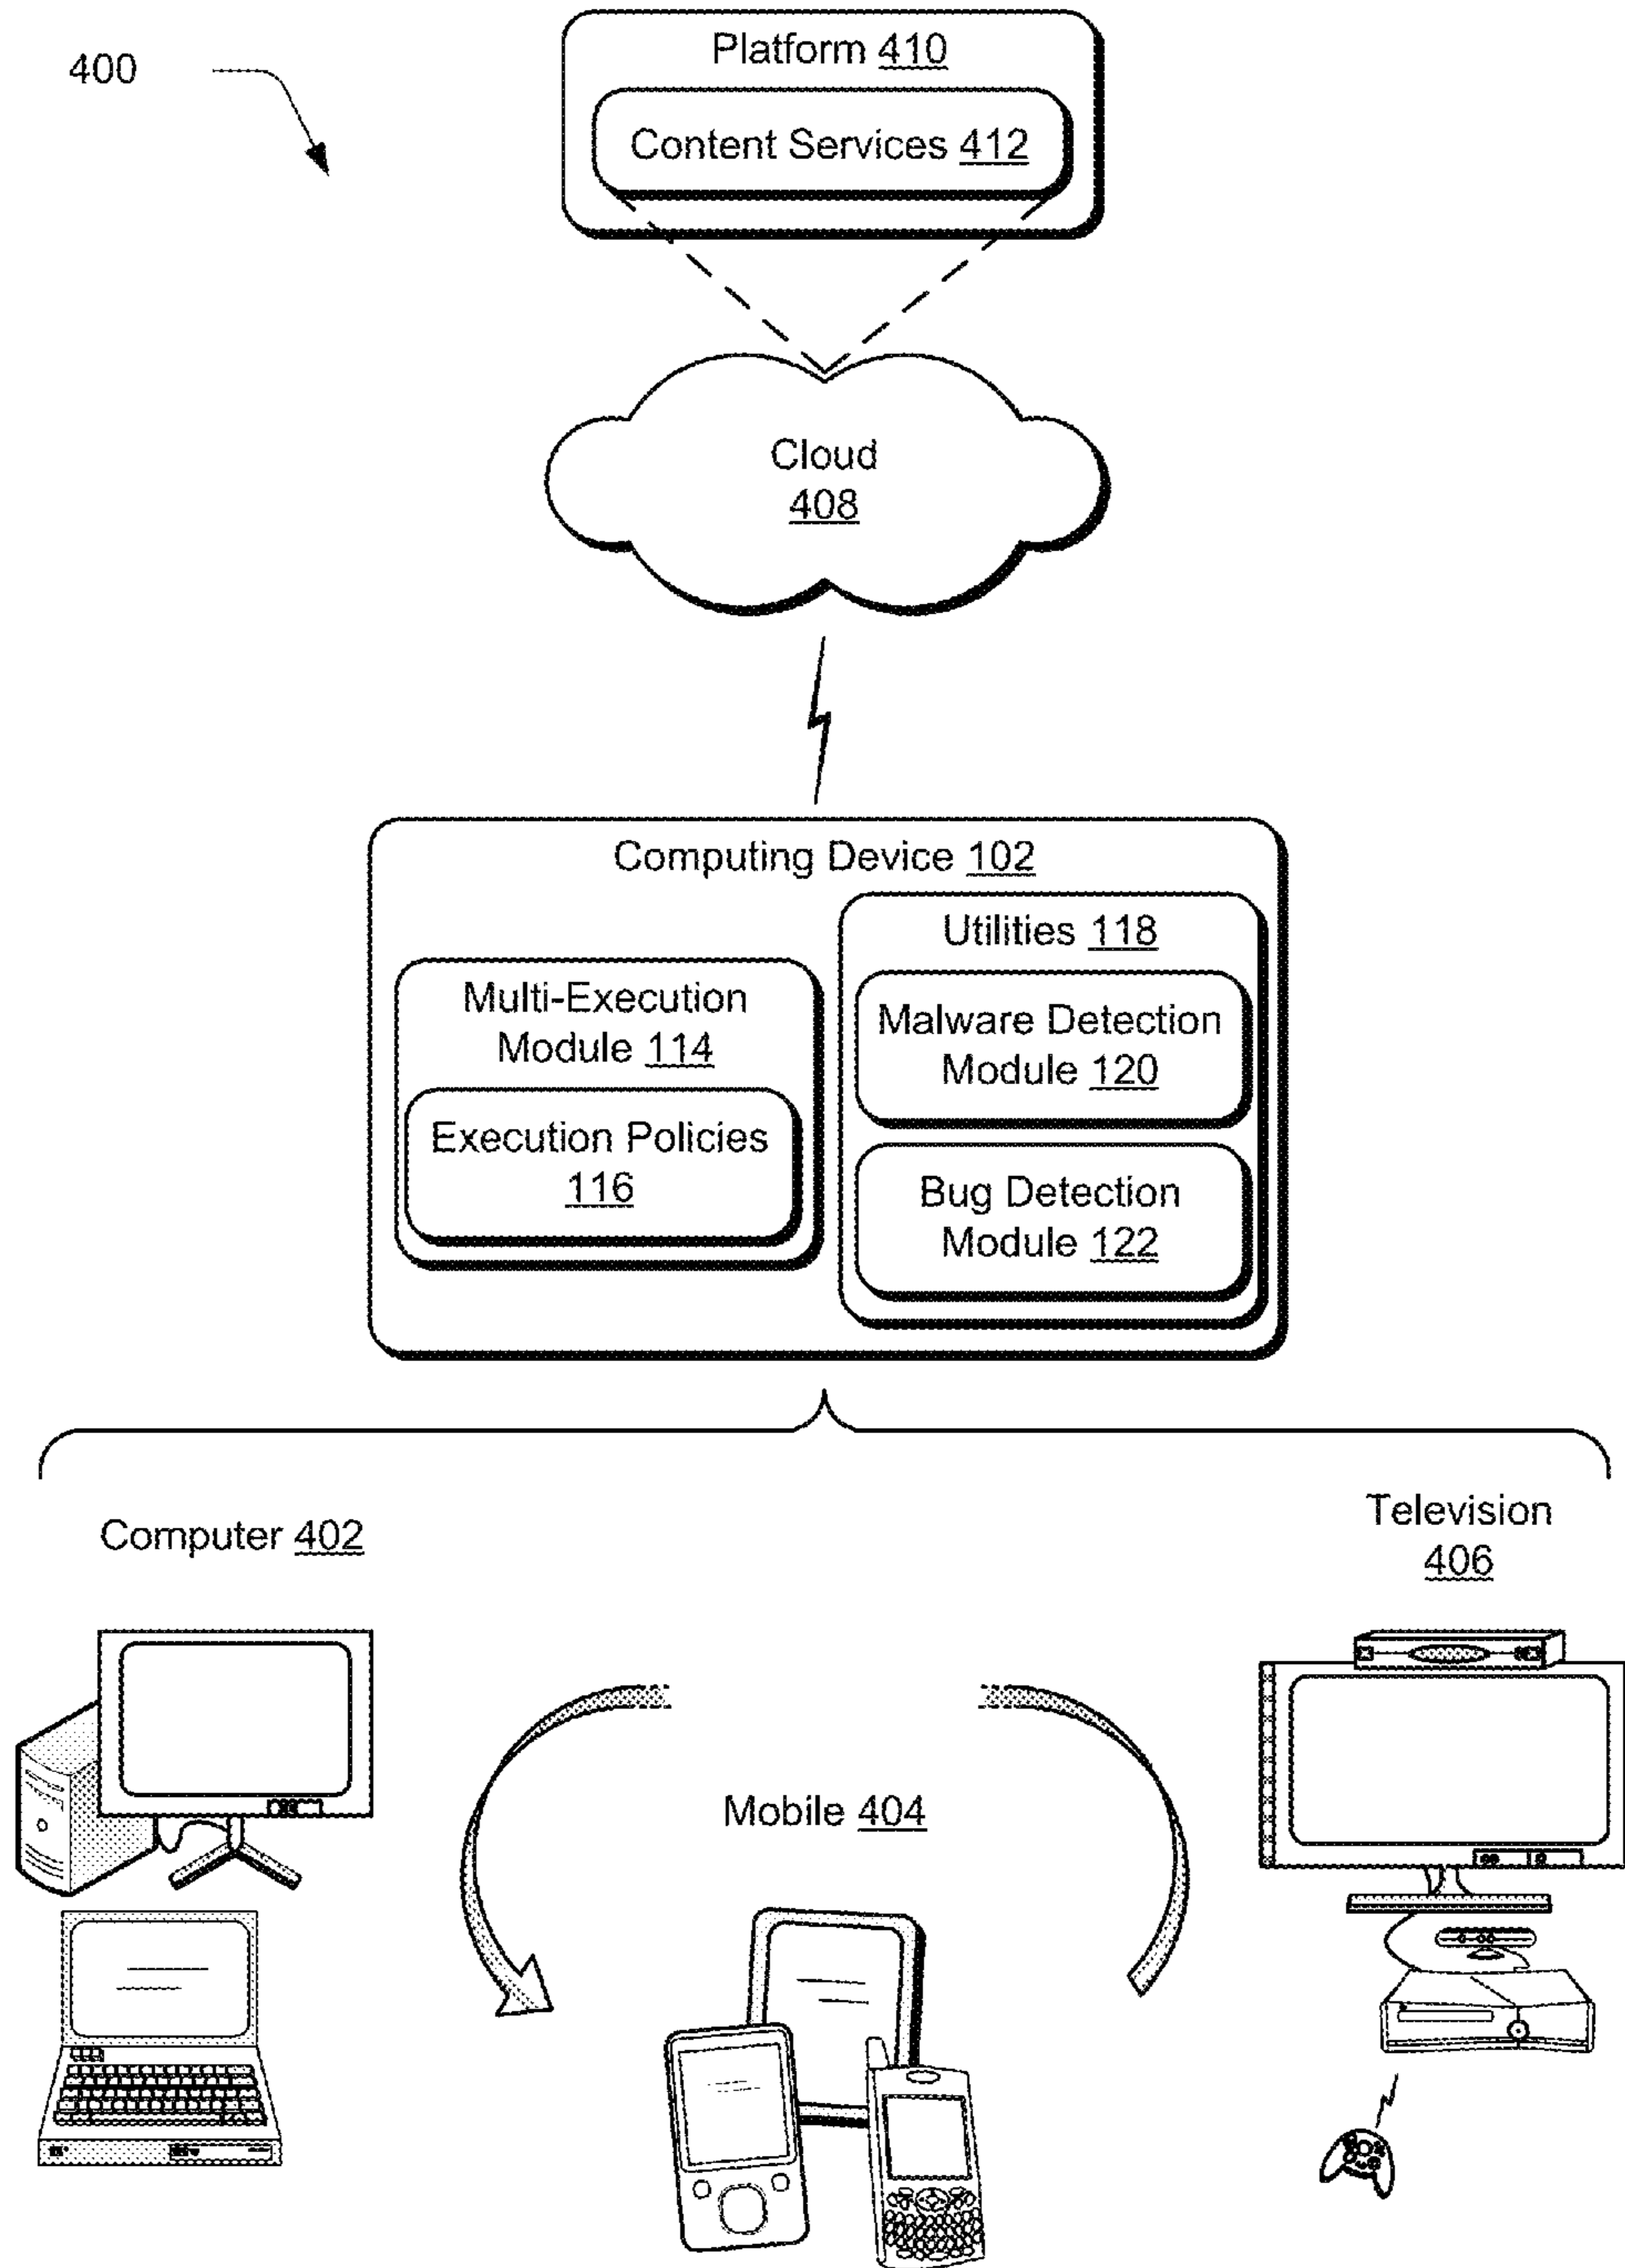 400
Platform 410
Content Services 412
Cloud
408
Computing Device 102
Multi-Execution
Module 114
Execution Policies
116
Utilities 118
Malware Detection
Module 120
Bug Detection
Module 122
Computer 402
Television
406
Mobile 404